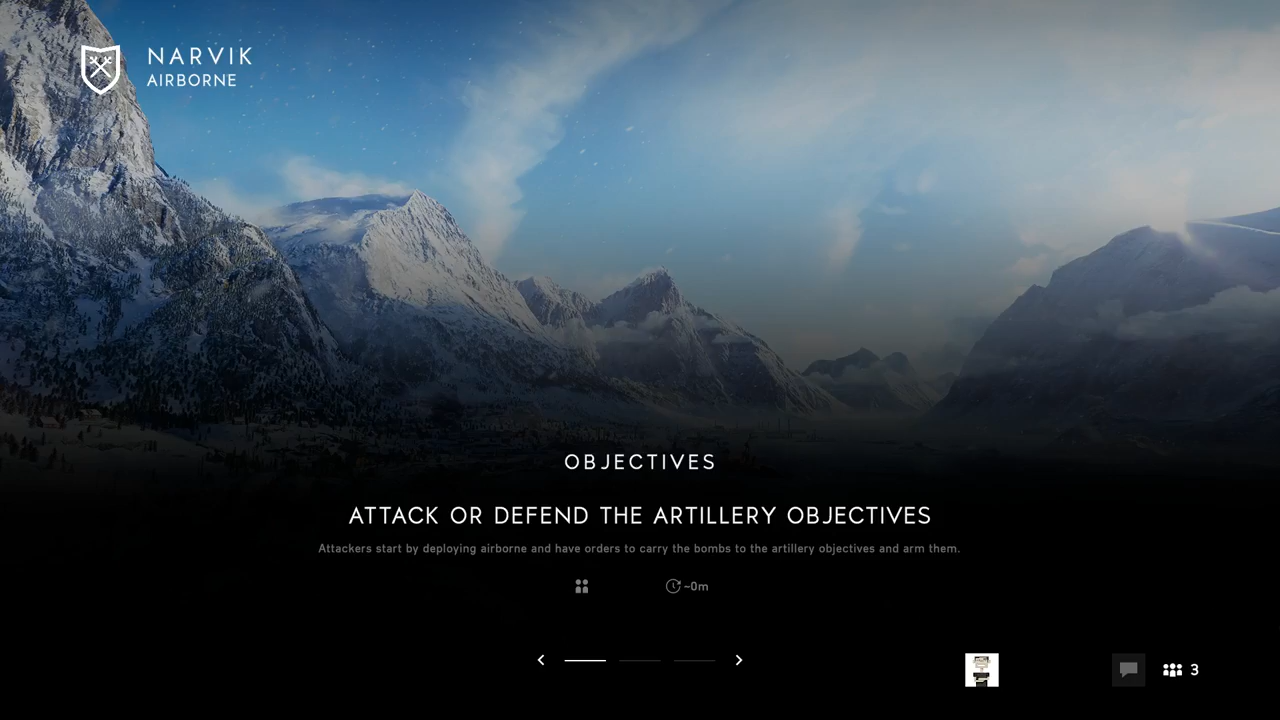 NARVIK
AIRBORNE
OBJECTIVES
ATTACK OR DEFEND THE ARTILLERY OBJECTIVES
Attackers start by deploying airborne and have orders to carry the bombs to the artillery objectives and arm them.
~0m
3